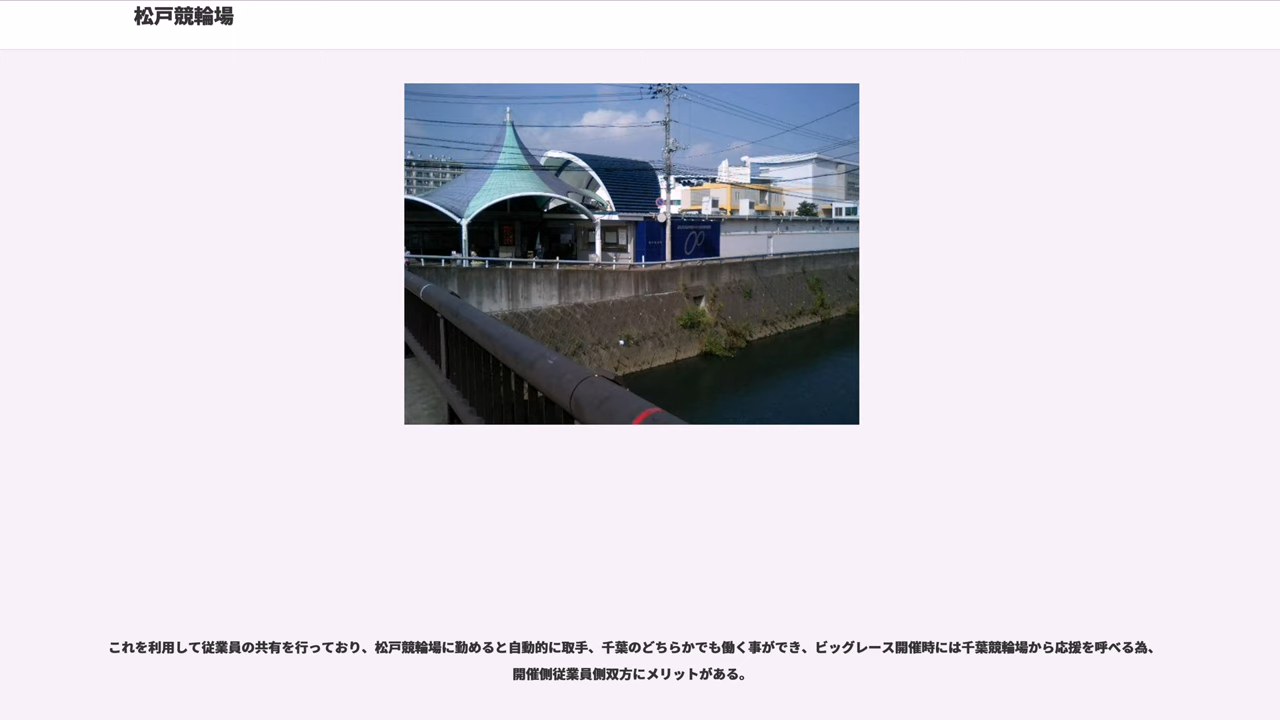 松戸競輪場
これを利用して従業員の共有を行っており、松戸競輪場に勤めると自動的に取手、千葉のどちらかでも働く事ができ、ビッグレース開催時には千葉競輪場から応援を呼べる為、
開催側従業員側双方にメリットがある。